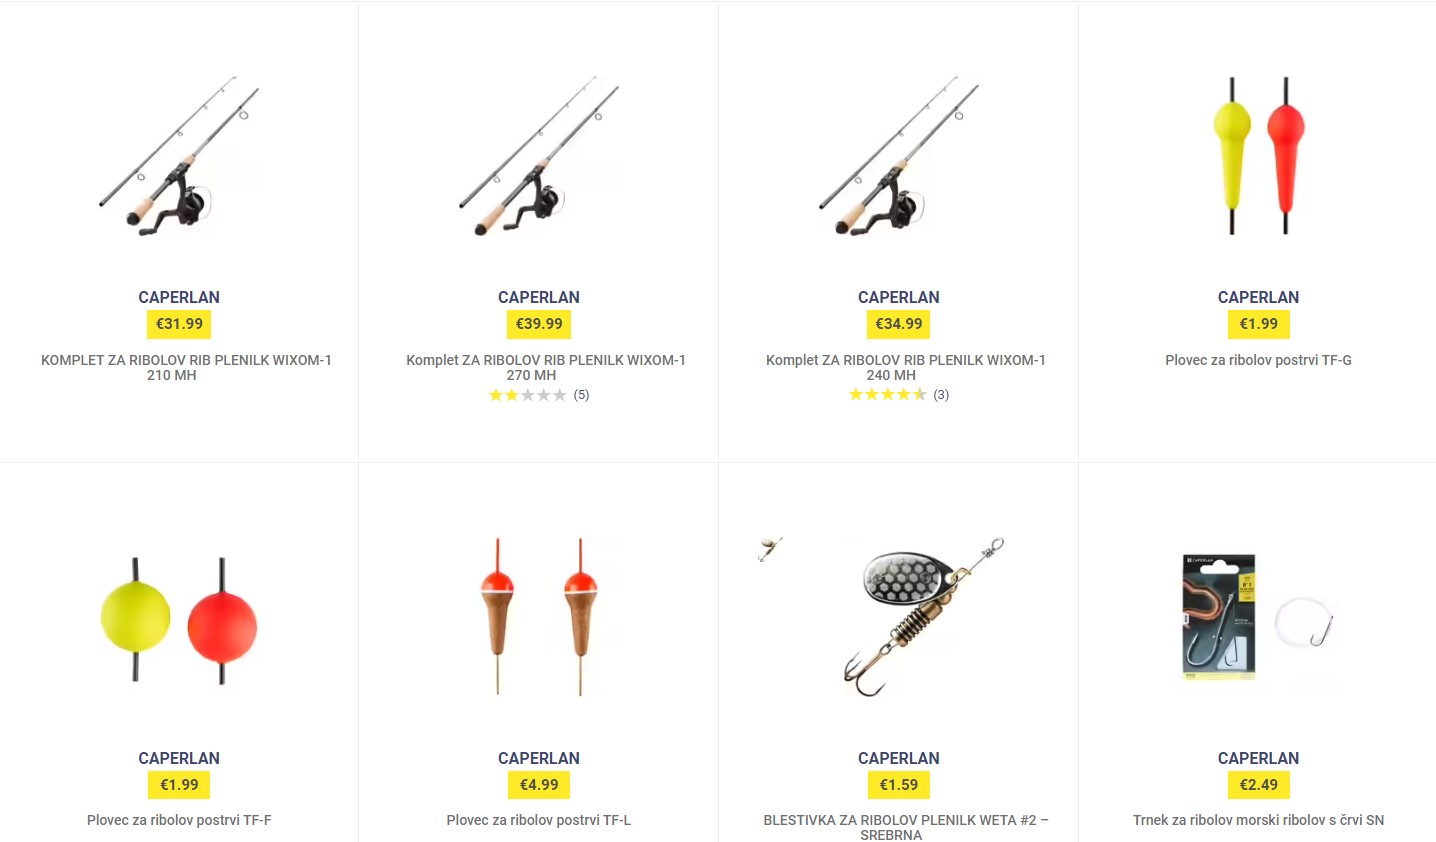 CAPERLAN
€31.99
KOMPLET ZA RIBOLOV RIB PLENILK WIXOM-1
210 MH
CAPERLAN
€39.99
Komplet ZA RIBOLOV RIB PLENILK WIXOM-1
270 MH
(5)
CAPERLAN
€34.99
Komplet ZA RIBOLOV RIB PLENILK WIXOM-1
240 MH
(3)
CAPERLAN
€1.99
Plovec za ribolov postrvi TF-G
CAPERLAN
€1.99
Plovec za ribolov postrvi TF-F
CAPERLAN
€4.99
Plovec za ribolov postrvi TF-L
CAPERLAN
€1.59
BLESTIVKA ZA RIBOLOV PLENILK WETA #2 –
SREBRNA
CAPERLAN
CAPERLAN
€2.49
Trnek za ribolov morski ribolov s črvi SN